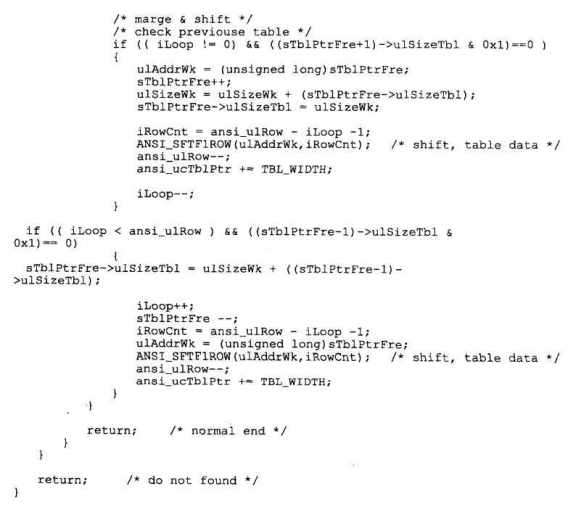 /* marge & shift */
/* check previouse table */
if (( iLoop != 0) && ((sTblPtrFre+1)->ulSizeTbl & 0x1)==0 )
{
ulAddrWk = (unsigned long)sTblPtrFre;
sTblPtrFre++;
ulSizeWk = ulSizeWk + (sTblPtrFre->ulSizeTbl);
sTblPtrFre->ulSizeTbl = ulSizeWk;
iRowCnt = ansi_ulRow - iLoop -1;
ANSI_SFTF1ROW(ulAddrWk,iRowCnt); /* shift, table data */
ansi_ulRow--;
ansi_ucTblPtr += TBL_WIDTH;
iLoop--;
}
if (( iLoop < ansi_ulRow ) && ((sTblPtrFre-1)->ulSizeTbl &
0x1)== 0)
{
sTblPtrFre->ulSizeTbl = ulSizeWk + ((sTblPtrFre-1)-
>ulSizeTbl);
iLoop++;
sTblPtrFre --;
iRowCnt = ansi_ulRow - iLoop -1;
ulAddrWk = (unsigned long)sTblPtrFre;
ANSI_SFTF1ROW(ulAddrWk,iRowCnt); /* shift, table data */
ansi_ulRow--;
ansi_ucTblPtr += TBL_WIDTH;
}
}
return; /* normal end */
}
}
return; /* do not found */
}